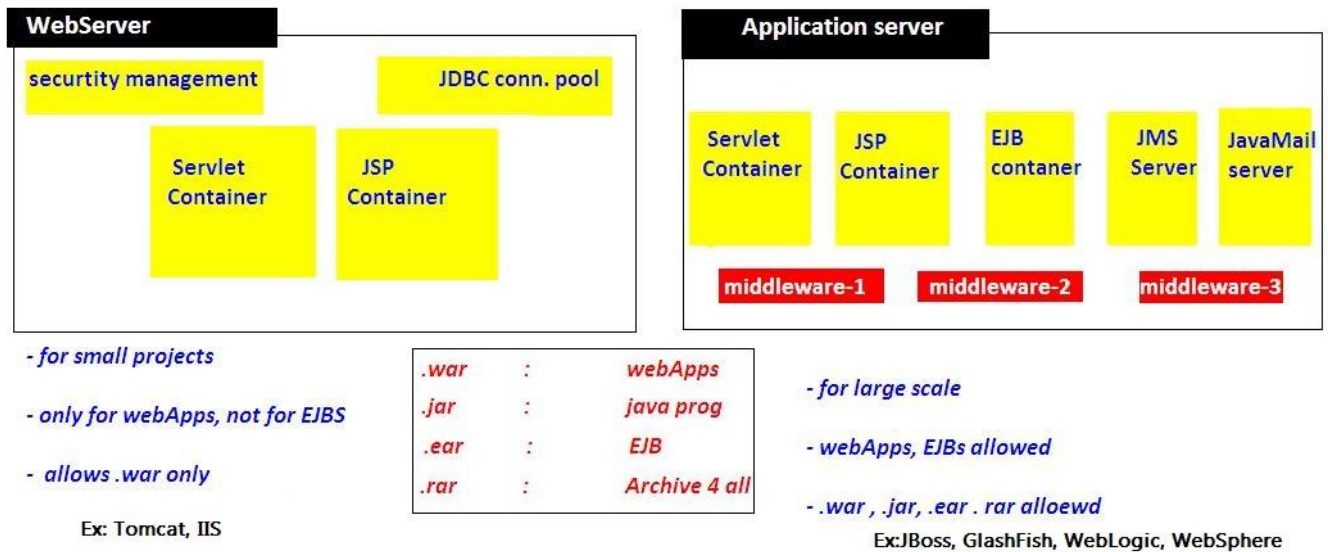 WebServer
securtity management
JDBC conn. pool
Servlet
Container
JSP
Container
- for small projects
- only for webApps, not for EJBS
- allows .war only
Ex: Tomcat, IIS
.war : webApps
.jar : java prog
.ear : EJB
.rar : Archive 4 all
Application server
Servlet
Container
JSP
Container
EJB
contaner
JMS
Server
JavaMail
server
middleware-1
middleware-2
middleware-3
- for large scale
- webApps, EJBs allowed
- .war , .jar, .ear . rar alloewd
Ex:JBoss, GlashFish, WebLogic, WebSphere